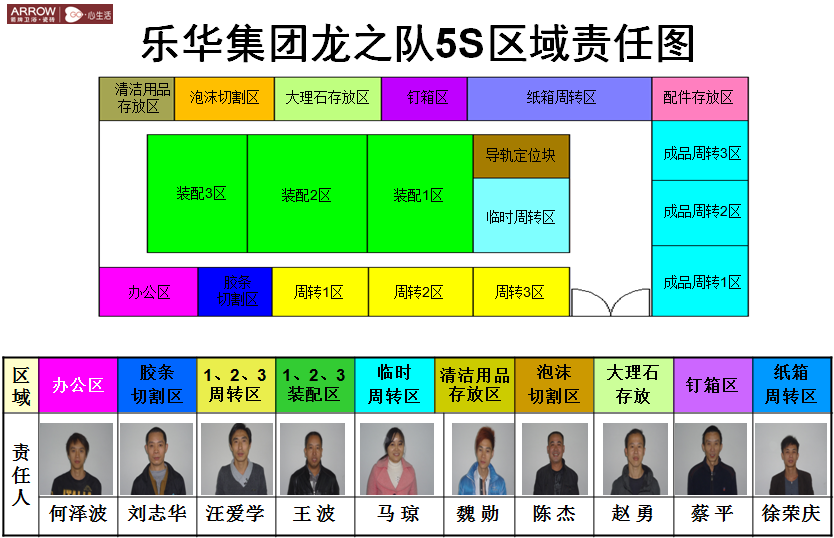 ARROW
箭牌卫浴·瓷砖
心生活
乐华集团龙之队5S区域责任图
清洁用品
存放区
泡沫切割区
大理石存放区
钉箱区
纸箱周转区
配件存放区
装配3区
装配2区
装配1区
导轨定位块
临时周转区
成品周转3区
成品周转2区
成品周转1区
办公区
胶条
切割区
周转1区
周转2区
周转3区
区域
办公区
胶条
切割区
1、2、3
周转区
1、2、3
装配区
临时
周转区
清洁用品
存放区
泡沫
切割区
大理石
存放
钉箱区
纸箱
周转区
责任人
何泽波
刘志华
汪爱学
王 波
马 琼
魏 勋
陈 杰
赵 勇
蔡 平
徐荣庆